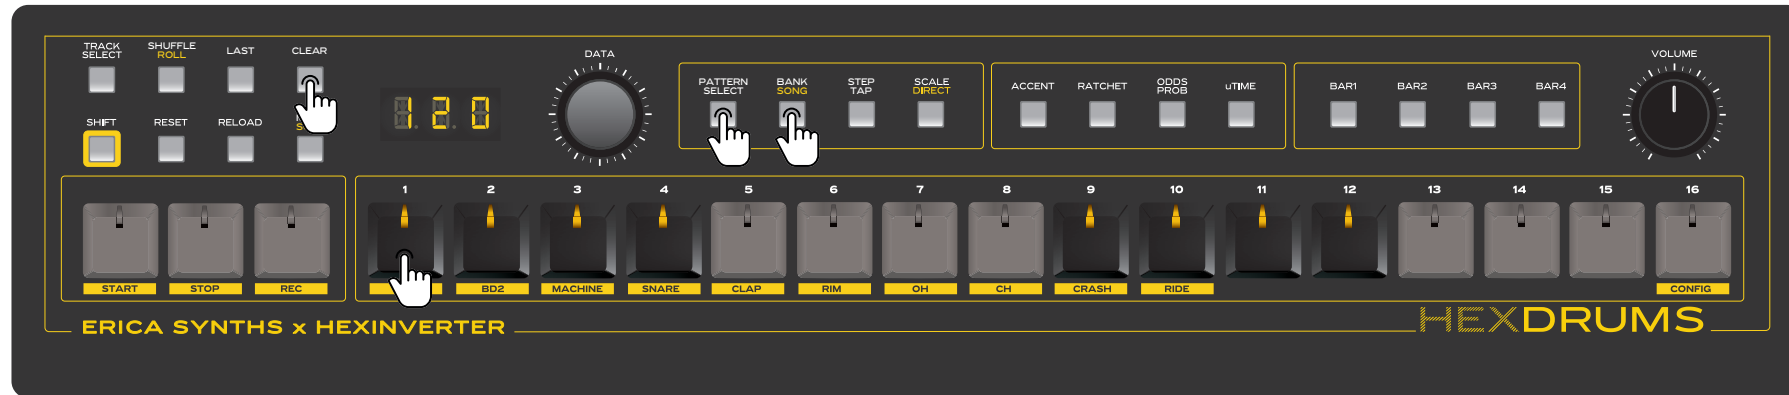 TRACK
SELECT
SHUFFLE
ROLL
LAST
CLEAR
SHIFT
RESET
RELOAD
120
DATA
PATTERN
SELECT
BANK
SONG
STEP
TAP
SCALE
DIRECT
ACCENT
RATCHET
ODDS
PROB
uTIME
BAR1
BAR2
BAR3
BAR4
VOLUME
1 2 3 4 5 6 7 8 9 10 11 12 13 14 15 16
START STOP REC
BD2 MACHINE SNARE CLAP RIM OH CH CRASH RIDE CONFIG
ERICA SYNTHS x HEXINVERTER
HEXDRUMS